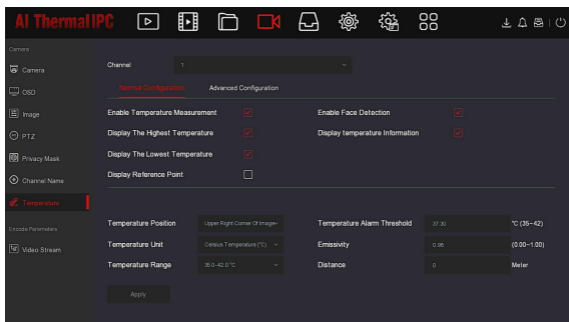 AI ThermalIPC
Camera
Camera
OSD
Image
PTZ
Privacy Mask
Channel Name
Temperature
Encode Parameters
Video Stream
Channel 1
Normal Configuration Advanced Configuration
Enable Temperature Measurement Enable Face Detection
Display The Highest Temperature Display temperature Information
Display The Lowest Temperature
Display Reference Point
Temperature Position Upper Right Corner Of Image Temperature Alarm Threshold 37.30 °C (35~42)
Temperature Unit Celsius Temperature (°C) Emissivity 0.96 (0.00~1.00)
Temperature Range 35.0-42.0 °C Distance 0 Meter
Apply